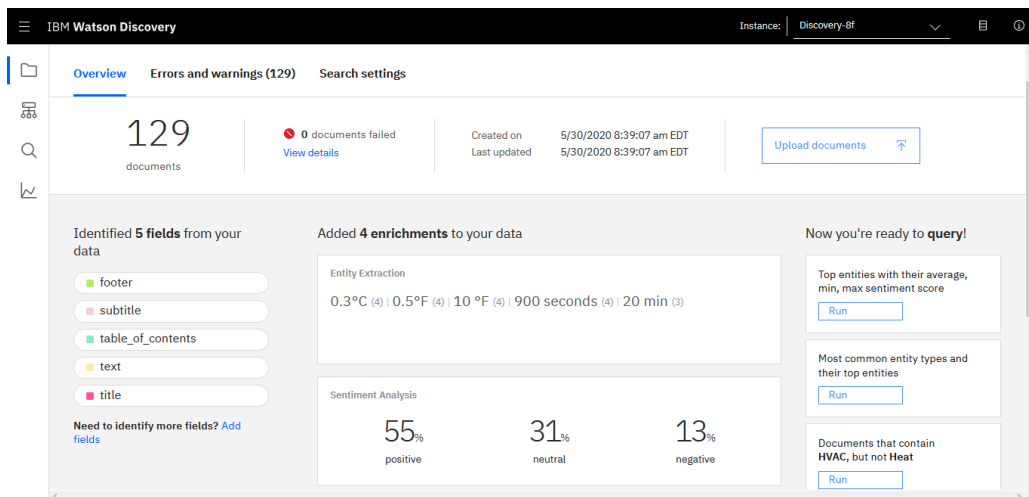 IBM Watson Discovery
Instance:
Discovery-8f
Overview
Errors and warnings (129)
Search settings
129
documents
0 documents failed
View details
Created on 5/30/2020 8:39:07 am EDT
Last updated 5/30/2020 8:39:07 am EDT
Upload documents
Identified 5 fields from your
data
footer
subtitle
table_of_contents
text
title
Need to identify more fields? Add
fields
Added 4 enrichments to your data
Entity Extraction
0.3°C (4) | 0.5°F (4) | 10 °F (4) | 900 seconds (4) | 20 min (3)
Sentiment Analysis
55%
positive
31%
neutral
13%
negative
Now you're ready to query!
Top entities with their average,
min, max sentiment score
Run
Most common entity types and
their top entities
Run
Documents that contain
HVAC, but not Heat
Run